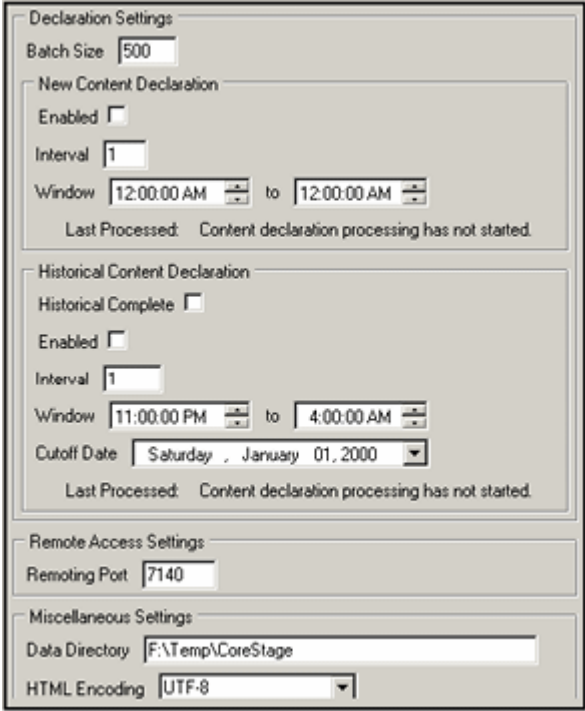 Declaration Settings
Batch Size 500
New Content Declaration
Enabled
Interval 1
Window 12:00:00 AM to 12:00:00 AM
Last Processed: Content declaration processing has not started.
Historical Content Declaration
Historical Complete
Enabled
Interval 1
Window 11:00:00 PM to 4:00:00 AM
Cutoff Date Saturday , January 01, 2000
Last Processed: Content declaration processing has not started.
Remote Access Settings
Remoting Port 7140
Miscellaneous Settings
Data Directory F:\Temp\CoreStage
HTML Encoding UTF-8